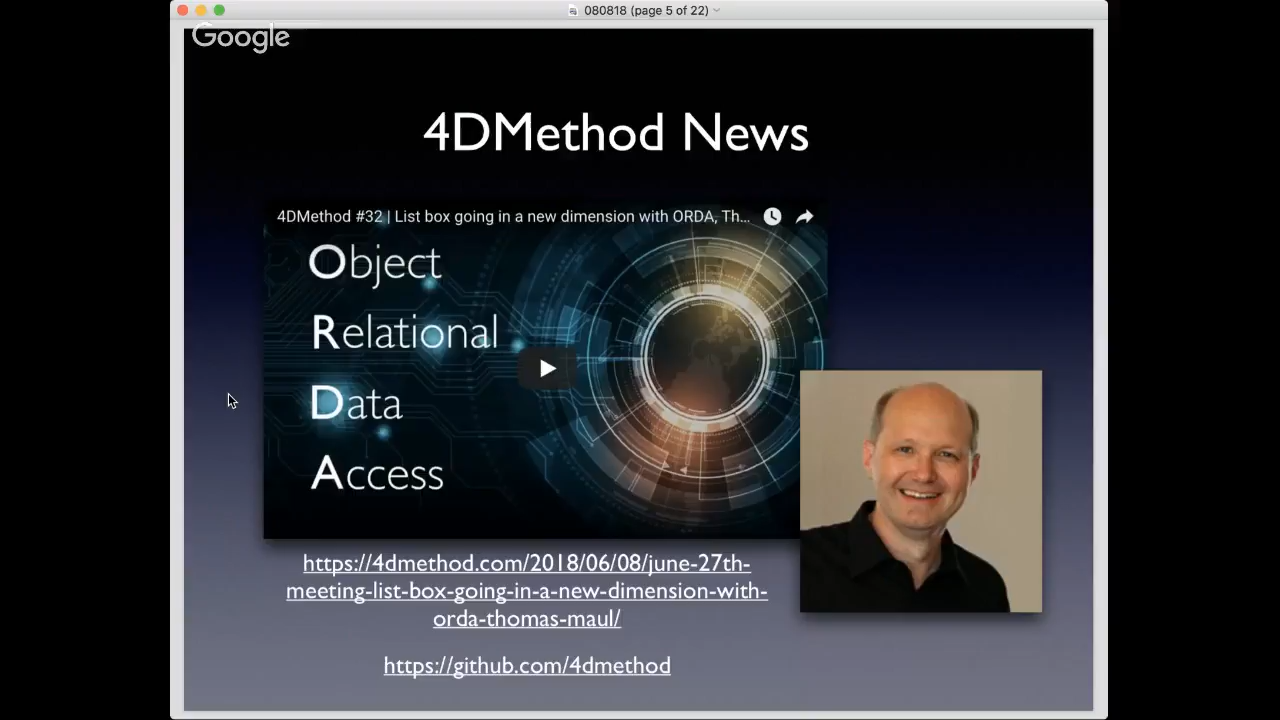 080818 (page 5 of 22)
Google
4DMethod News
4DMethod #32 | List box going in a new dimension with ORDA, Th...
Object
Relational
Data
Access
https://4dmethod.com/2018/06/08/june-27th-
meeting-list-box-going-in-a-new-dimension-with-
orda-thomas-maul/
https://github.com/4dmethod